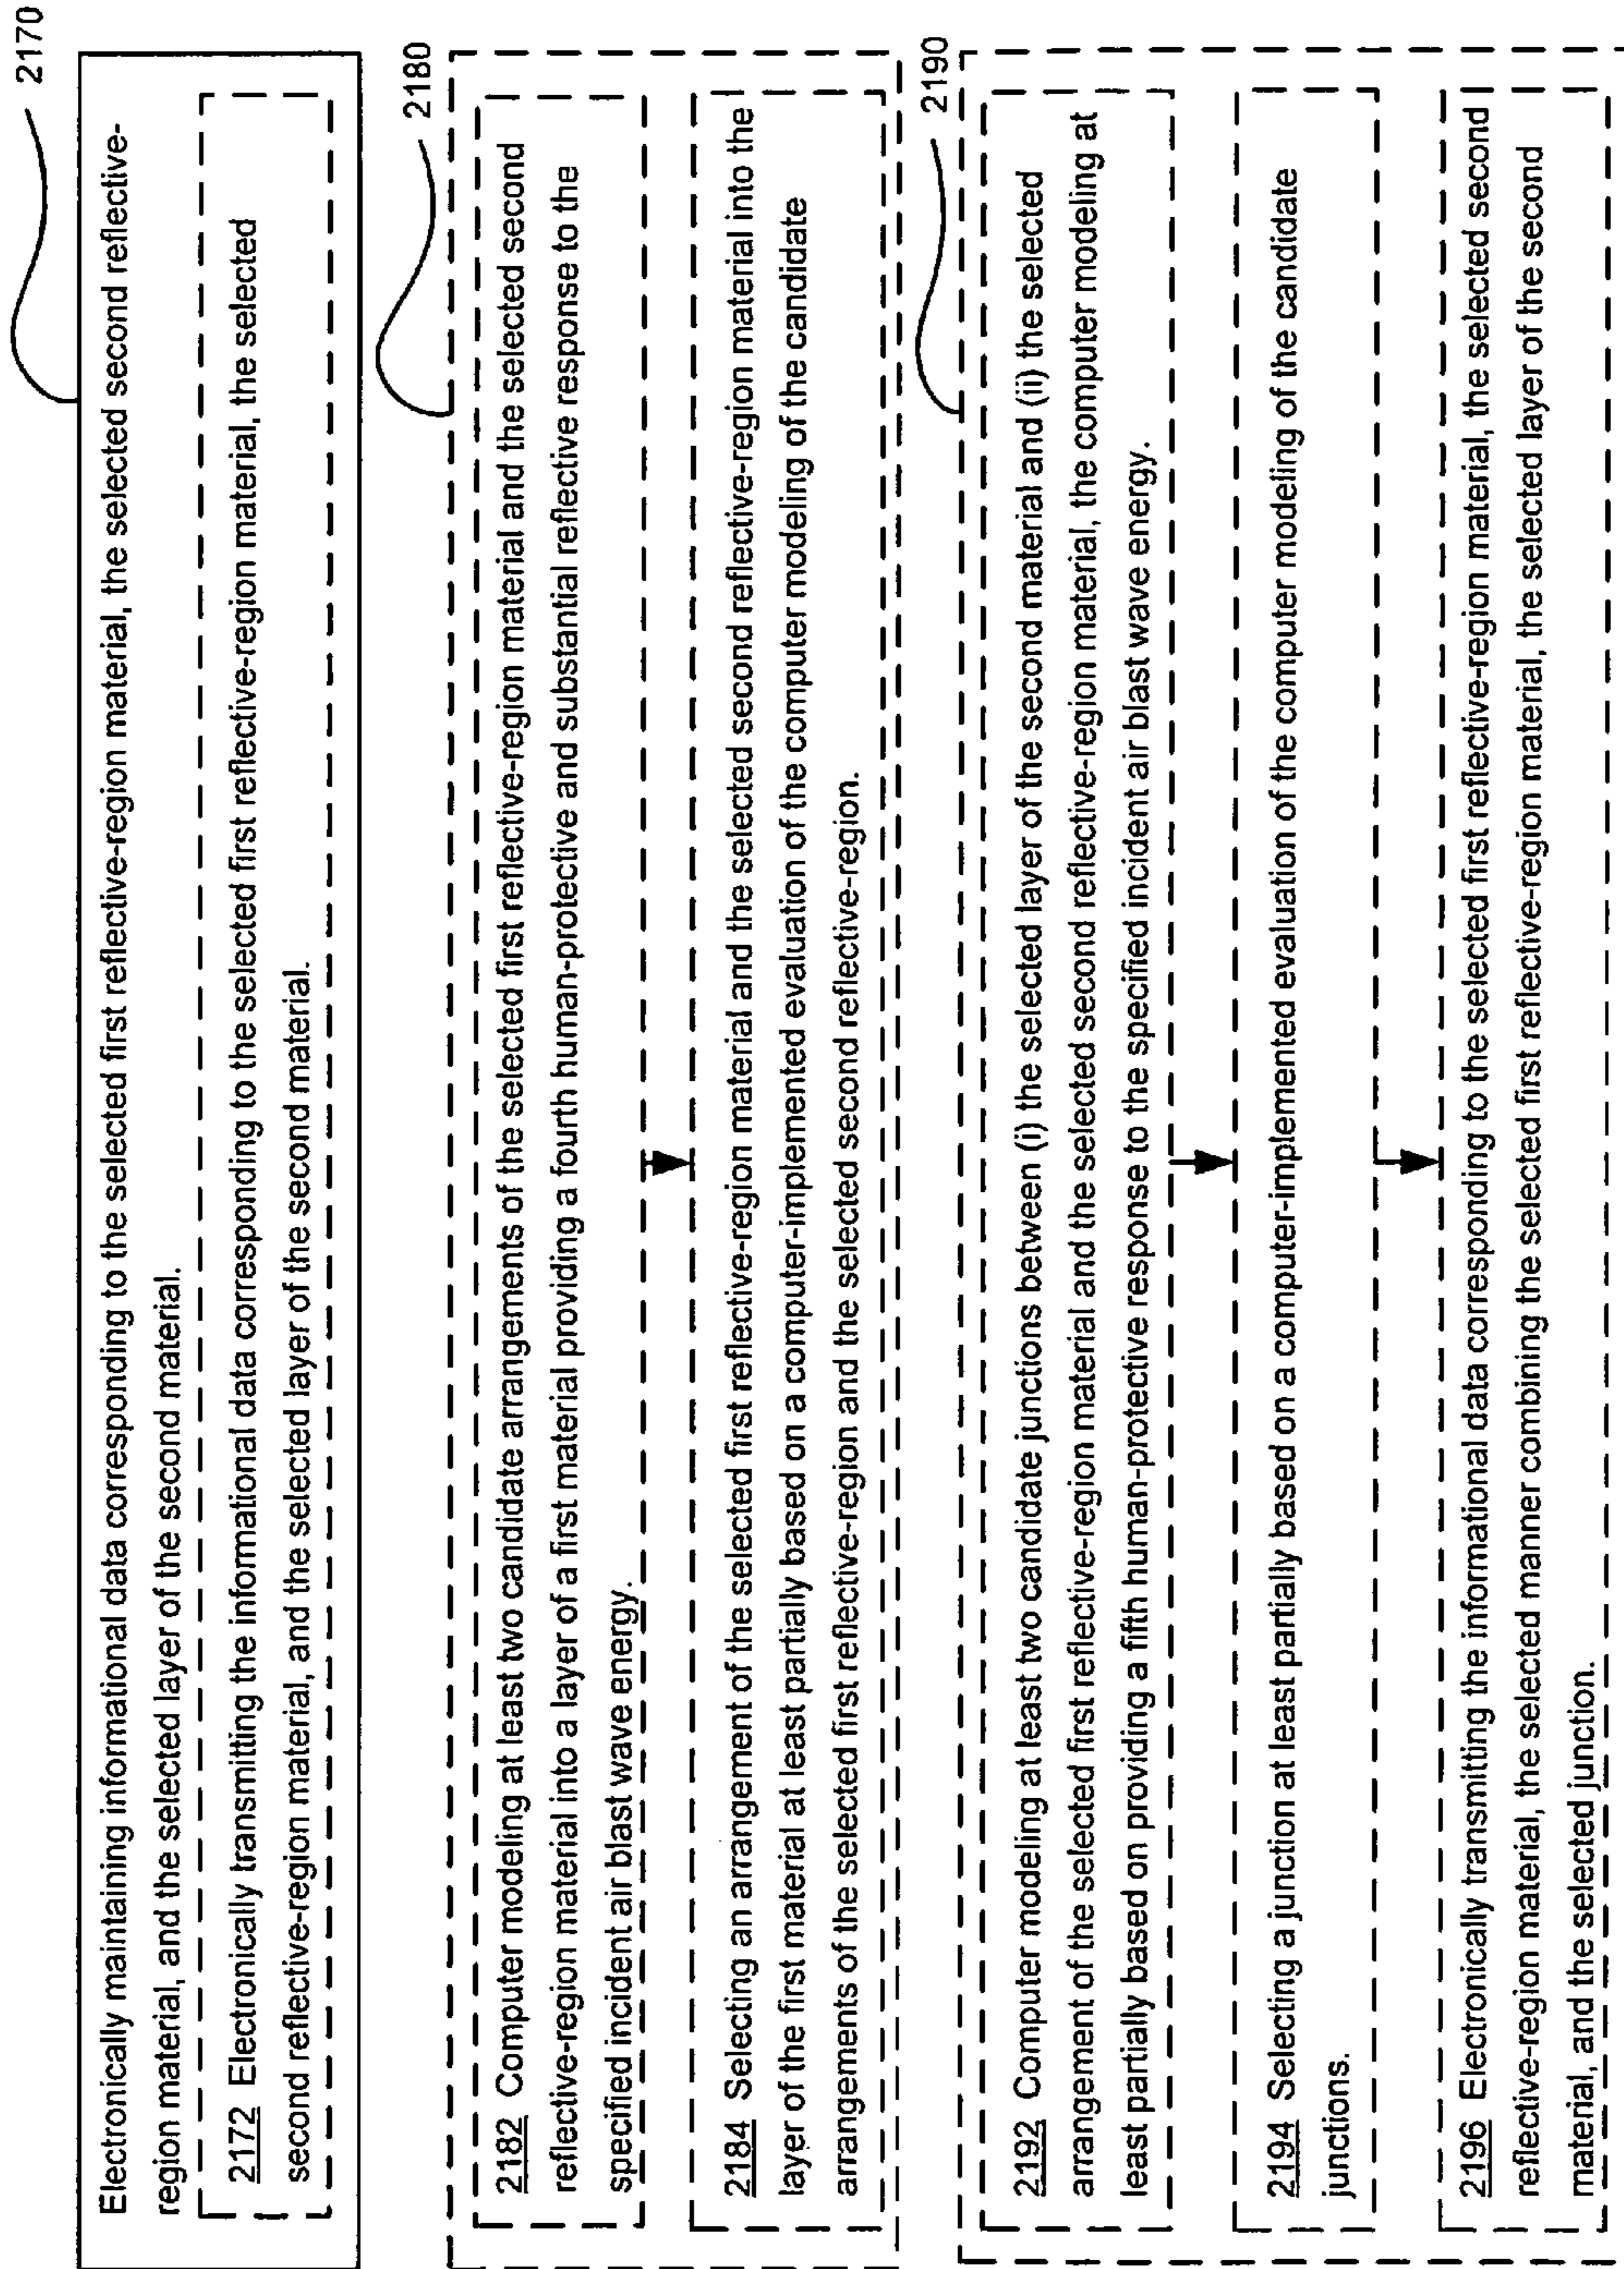 2170
Electronically maintaining informational data corresponding to the selected first reflective-region material, the selected second reflective-
region material, and the selected layer of the second material.
2172 Electronically transmitting the informational data corresponding to the selected first reflective-region material, the selected
second reflective-region material, and the selected layer of the second material.
2180
2182 Computer modeling at least two candidate arrangements of the selected first reflective-region material and the selected second
reflective-region material into a layer of a first material providing a fourth human-protective and substantial reflective response to the
specified incident air blast wave energy.
2184 Selecting an arrangement of the selected first reflective-region material and the selected second reflective-region material into the
layer of the first material at least partially based on a computer-implemented evaluation of the computer modeling of the candidate
arrangements of the selected first reflective-region and the selected second reflective-region.
2190
2192 Computer modeling at least two candidate junctions between (i) the selected layer of the second material and (ii) the selected
arrangement of the selected first reflective-region material and the selected second reflective-region material, the computer modeling at
least partially based on providing a fifth human-protective response to the specified incident air blast wave energy.
2194 Selecting a junction at least partially based on a computer-implemented evaluation of the computer modeling of the candidate
junctions.
2196 Electronically transmitting the informational data corresponding to the selected first reflective-region material, the selected second
reflective-region material, the selected manner combining the selected first reflective-region material, the selected layer of the second
material, and the selected junction.